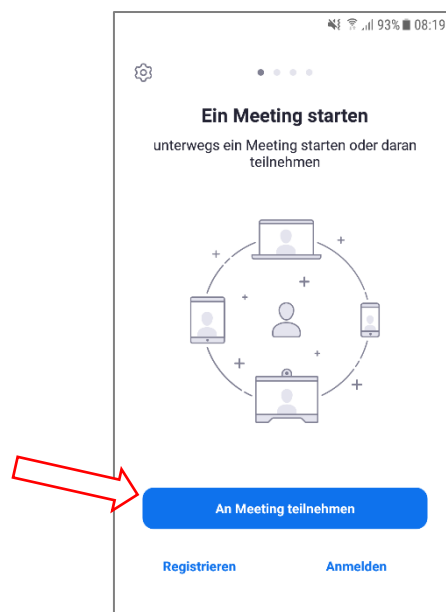 93% 08:19
Ein Meeting starten
unterwegs ein Meeting starten oder daran
teilnehmen
An Meeting teilnehmen
Registrieren Anmelden